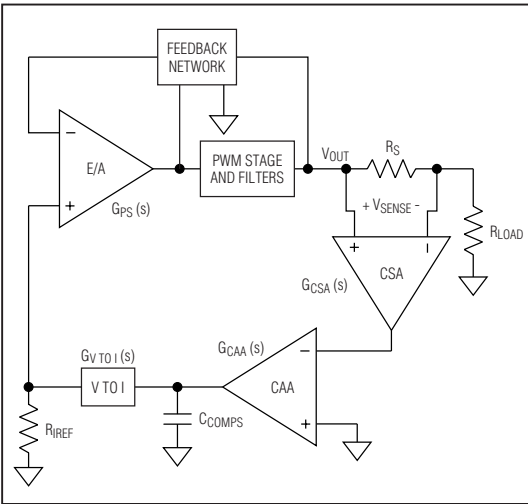 FEEDBACK
NETWORK
−
E/A
+
G_PS (s)
PWM STAGE
AND FILTERS
V_OUT
R_S
+ V_SENSE -
R_LOAD
+
−
CSA
G_CSA (s)
G_CAA (s)
−
CAA
+
G_V TO I (s)
V TO I
C_COMPS
R_IREF